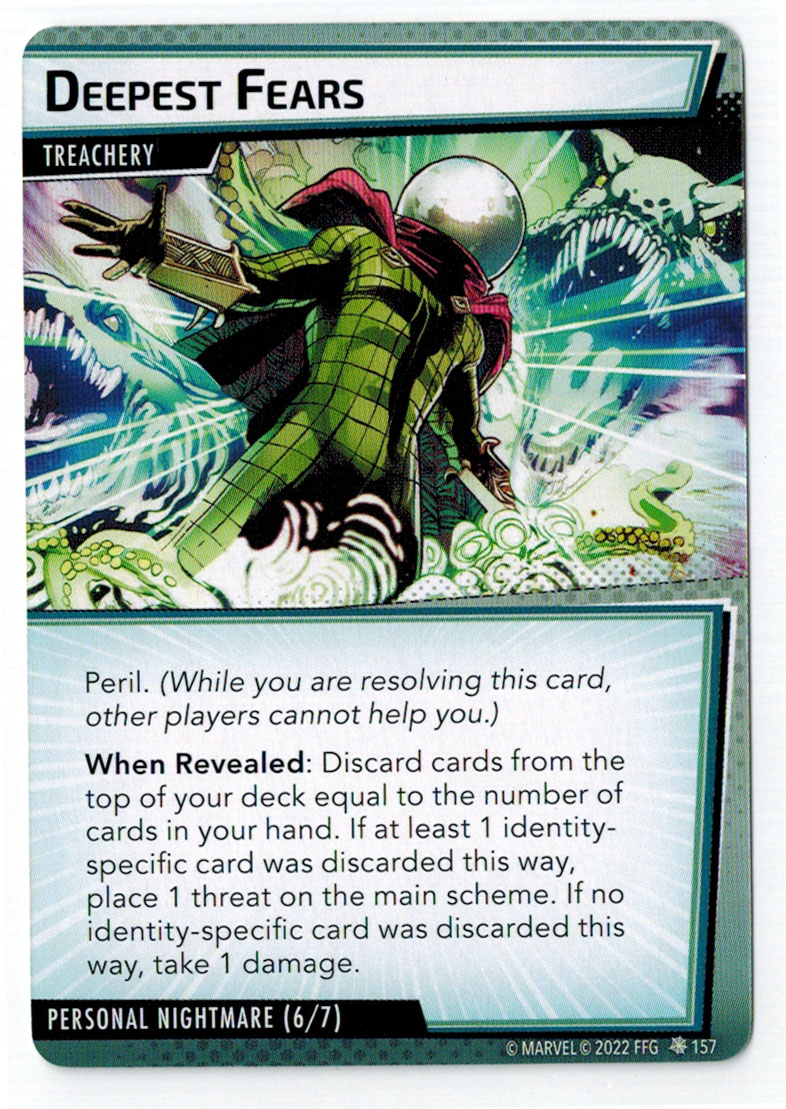 DEEPEST FEARS
TREACHERY
Peril. (While you are resolving this card,
other players cannot help you.)
When Revealed: Discard cards from the
top of your deck equal to the number of
cards in your hand. If at least 1 identity-
specific card was discarded this way,
place 1 threat on the main scheme. If no
identity-specific card was discarded this
way, take 1 damage.
PERSONAL NIGHTMARE (6/7)
© MARVEL © 2022 FFG 157